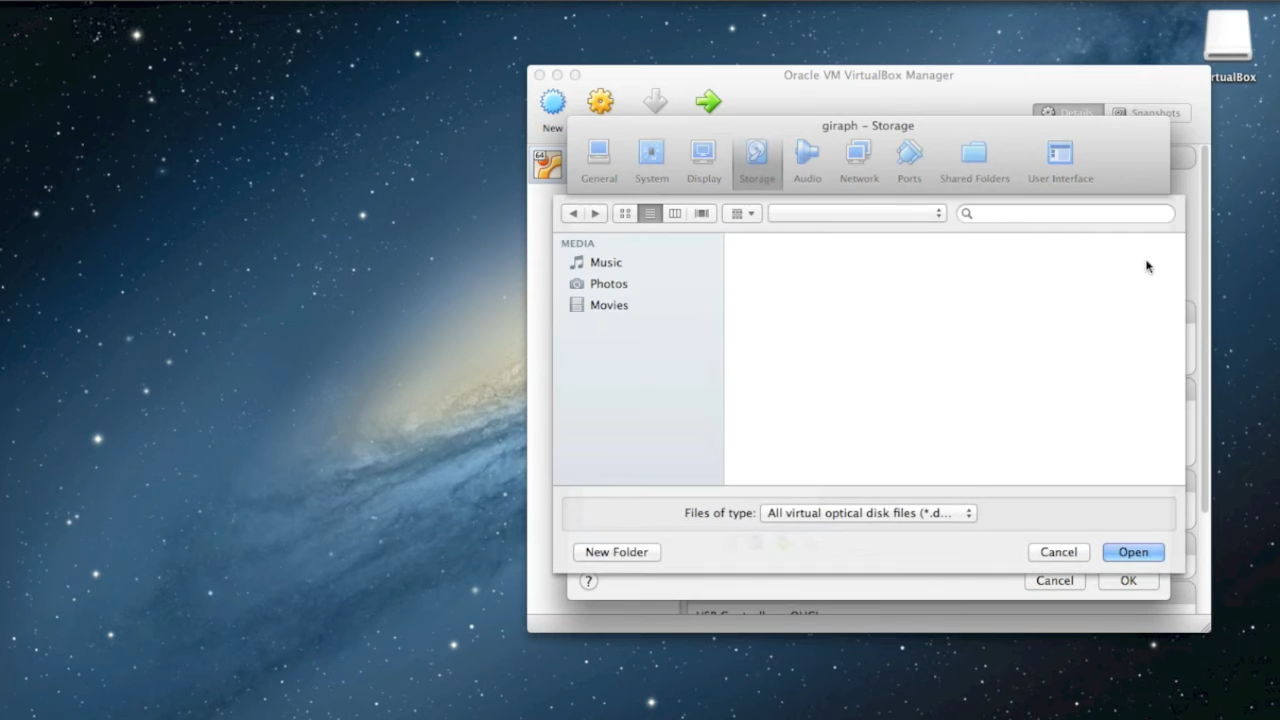 Oracle VM VirtualBox Manager
rtualBox
New
Details
Snapshots
64
giraph – Storage
General
System
Display
Storage
Audio
Network
Ports
Shared Folders
User Interface
MEDIA
Music
Photos
Movies
Files of type: All virtual optical disk files (*.d...
New Folder
Cancel
Open
?
Cancel
OK